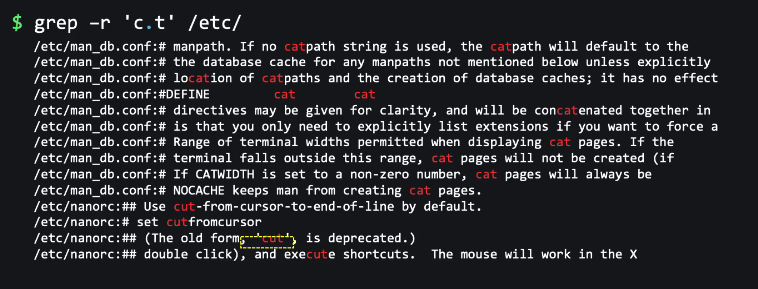 $ grep -r 'c.t' /etc/
/etc/man_db.conf:# manpath. If no catpath string is used, the catpath will default to the
/etc/man_db.conf:# the database cache for any manpaths not mentioned below unless explicitly
/etc/man_db.conf:# location of catpaths and the creation of database caches; it has no effect
/etc/man_db.conf:#DEFINE cat cat
/etc/man_db.conf:# directives may be given for clarity, and will be concatenated together in
/etc/man_db.conf:# is that you only need to explicitly list extensions if you want to force a
/etc/man_db.conf:# Range of terminal widths permitted when displaying cat pages. If the
/etc/man_db.conf:# terminal falls outside this range, cat pages will not be created (if
/etc/man_db.conf:# If CATWIDTH is set to a non-zero number, cat pages will always be
/etc/man_db.conf:# NOCACHE keeps man from creating cat pages.
/etc/nanorc:## Use cut-from-cursor-to-end-of-line by default.
/etc/nanorc:# set cutfromcursor
/etc/nanorc:## (The old form, 'cut', is deprecated.)
/etc/nanorc:## double click), and execute shortcuts.  The mouse will work in the X